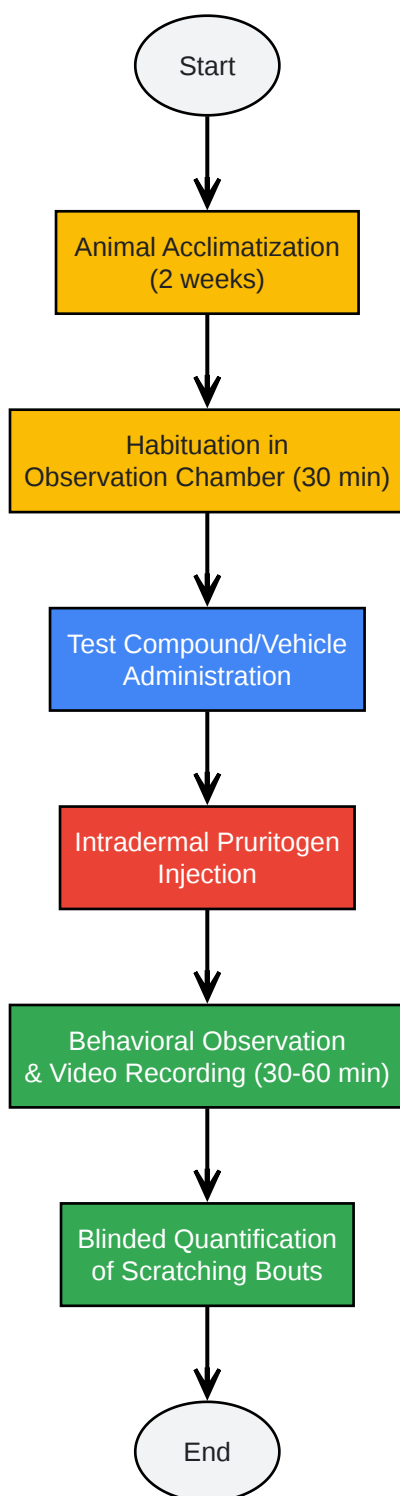 Start
Animal Acclimatization
(2 weeks)
Habituation in
Observation Chamber (30 min)
Test Compound/Vehicle
Administration
Intradermal Pruritogen
Injection
Behavioral Observation
& Video Recording (30-60 min)
Blinded Quantification
of Scratching Bouts
End